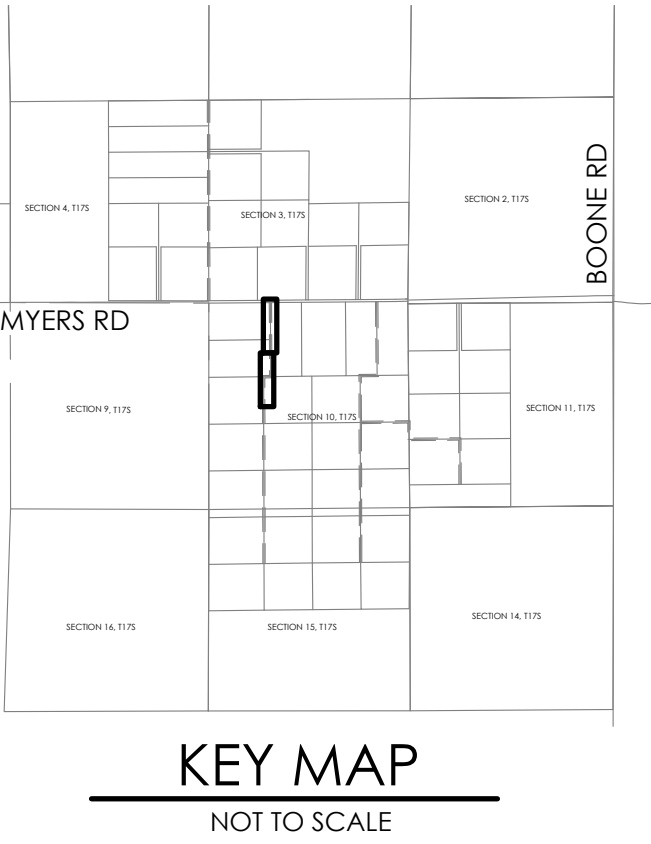 BOONE RD
SECTION 2, T17S
SECTION 4, T17S
SECTION 3, T17S
MYERS RD
SECTION 9, T17S
SECTION 10, T17S
SECTION 11, T17S
SECTION 16, T17S
SECTION 15, T17S
SECTION 14, T17S
KEY MAP
NOT TO SCALE